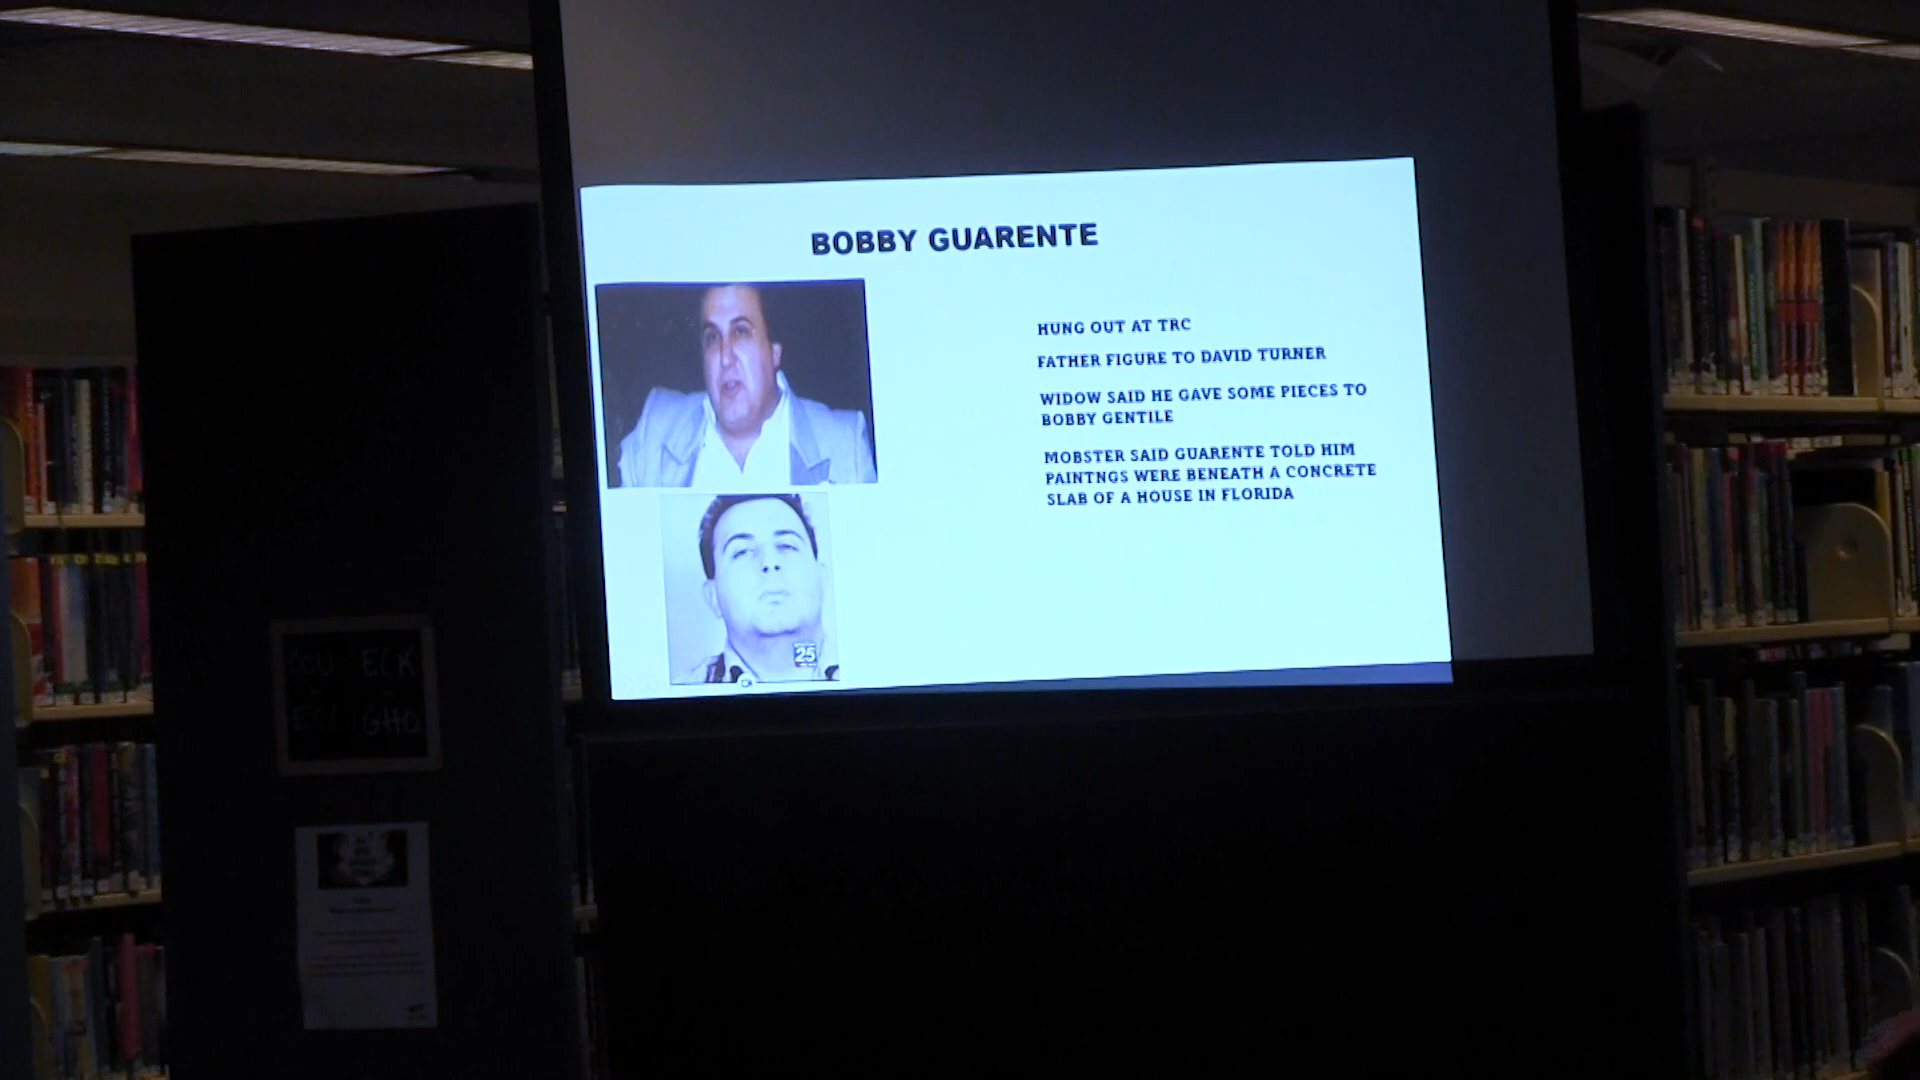 BOBBY GUARENTE
HUNG OUT AT TRC
FATHER FIGURE TO DAVID TURNER
WIDOW SAID HE GAVE SOME PIECES TO
BOBBY GENTILE
MOBSTER SAID GUARENTE TOLD HIM
PAINTNGS WERE BENEATH A CONCRETE
SLAB OF A HOUSE IN FLORIDA
25